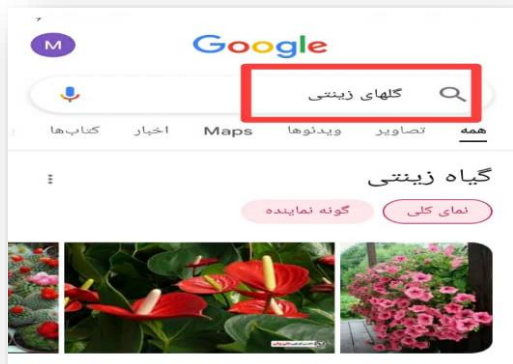 M
Google
گلهای زینتی
همه تصاویر ویدئوها Maps اخبار کتاب‌ها
گیاه زینتی
نمای کلی گونه نماینده